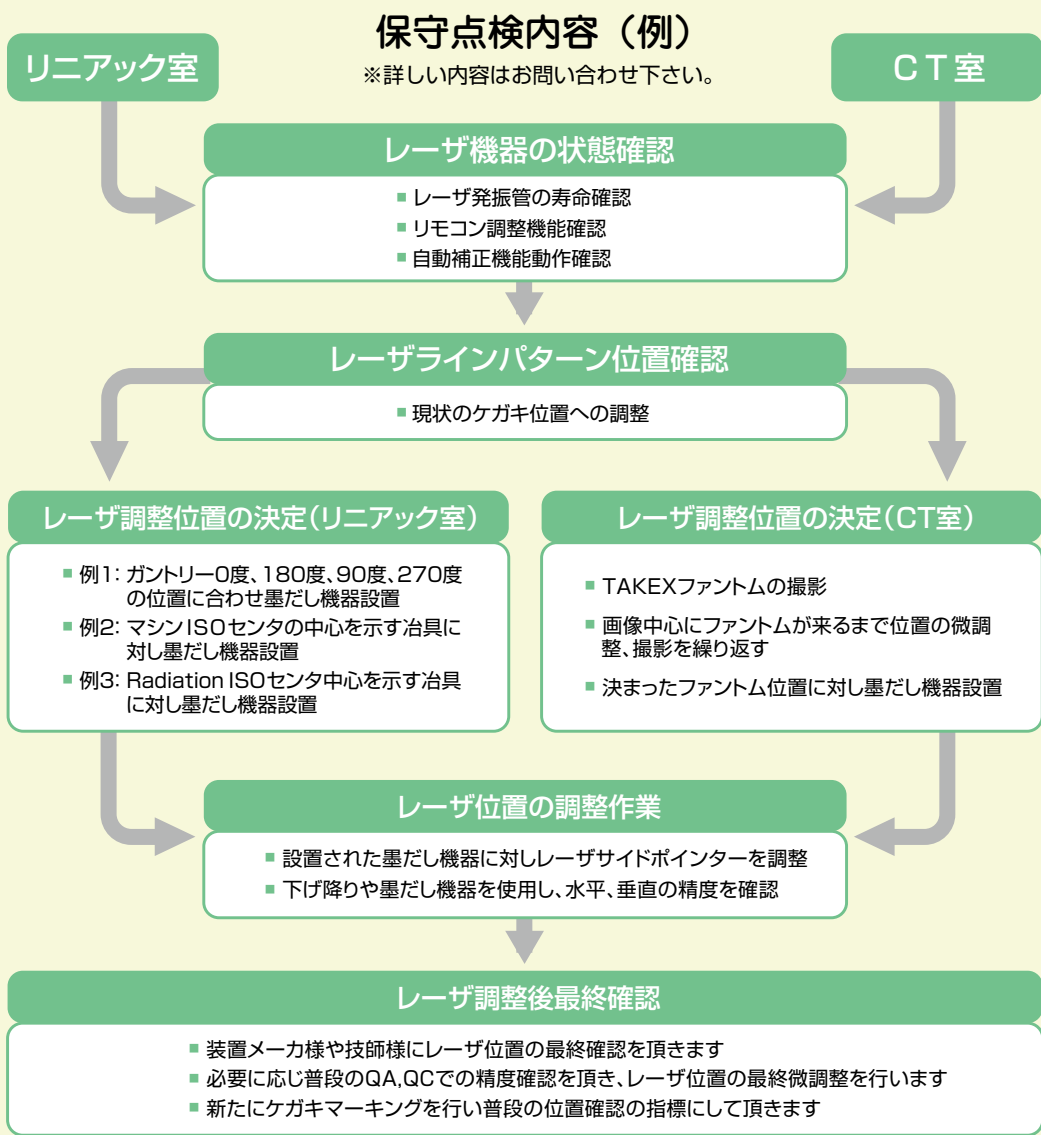 保守点検内容（例）
※詳しい内容はお問い合わせ下さい。
リニアック室
CT室
レーザ機器の状態確認
■ レーザ発振管の寿命確認
■ リモコン調整機能確認
■ 自動補正機能動作確認
レーザラインパターン位置確認
■ 現状のケガキ位置への調整
レーザ調整位置の決定(リニアック室)
■ 例1：ガントリー0度、180度、90度、270度
の位置に合わせ墨だし機器設置
■ 例2：マシンISOセンタの中心を示す冶具に
対し墨だし機器設置
■ 例3：Radiation ISOセンタ中心を示す冶具
に対し墨だし機器設置
レーザ調整位置の決定(CT室)
■ TAKEXファントムの撮影
■ 画像中心にファントムが来るまで位置の微調
整、撮影を繰り返す
■ 決まったファントム位置に対し墨だし機器設置
レーザ位置の調整作業
■ 設置された墨だし機器に対しレーザサイドポインターを調整
■ 下げ降りや墨だし機器を使用し、水平、垂直の精度を確認
レーザ調整後最終確認
■ 装置メーカ様や技師様にレーザ位置の最終確認を頂きます
■ 必要に応じ普段のQA,QCでの精度確認を頂き、レーザ位置の最終微調整を行います
■ 新たにケガキマーキングを行い普段の位置確認の指標にして頂きます